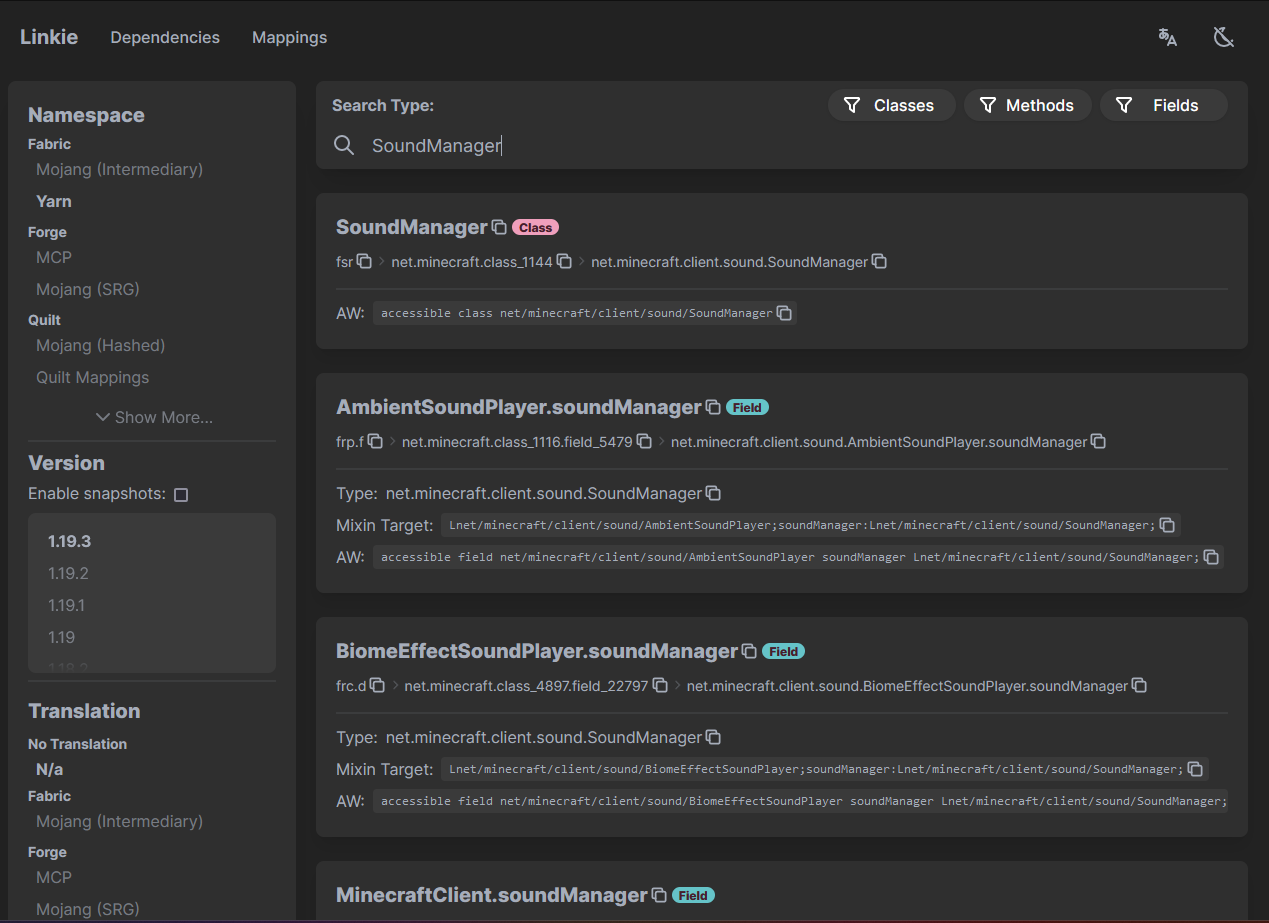 Linkie Dependencies Mappings
Namespace
Fabric
Mojang (Intermediary)
Yarn
Forge
MCP
Mojang (SRG)
Quilt
Mojang (Hashed)
Quilt Mappings
Show More...
Version
Enable snapshots:
1.19.3
1.19.2
1.19.1
1.19
1.18.2
Translation
No Translation
N/a
Fabric
Mojang (Intermediary)
Forge
MCP
Mojang (SRG)
Search Type: Classes Methods Fields
SoundManager
SoundManager Class
fsr net.minecraft.class_1144 net.minecraft.client.sound.SoundManager
AW: accessible class net/minecraft/client/sound/SoundManager
AmbientSoundPlayer.soundManager Field
frp.f net.minecraft.class_1116.field_5479 net.minecraft.client.sound.AmbientSoundPlayer.soundManager
Type: net.minecraft.client.sound.SoundManager
Mixin Target: Lnet/minecraft/client/sound/AmbientSoundPlayer;soundManager:Lnet/minecraft/client/sound/SoundManager;
AW: accessible field net/minecraft/client/sound/AmbientSoundPlayer soundManager Lnet/minecraft/client/sound/SoundManager;
BiomeEffectSoundPlayer.soundManager Field
frc.d net.minecraft.class_4897.field_22797 net.minecraft.client.sound.BiomeEffectSoundPlayer.soundManager
Type: net.minecraft.client.sound.SoundManager
Mixin Target: Lnet/minecraft/client/sound/BiomeEffectSoundPlayer;soundManager:Lnet/minecraft/client/sound/SoundManager;
AW: accessible field net/minecraft/client/sound/BiomeEffectSoundPlayer soundManager Lnet/minecraft/client/sound/SoundManager;
MinecraftClient.soundManager Field